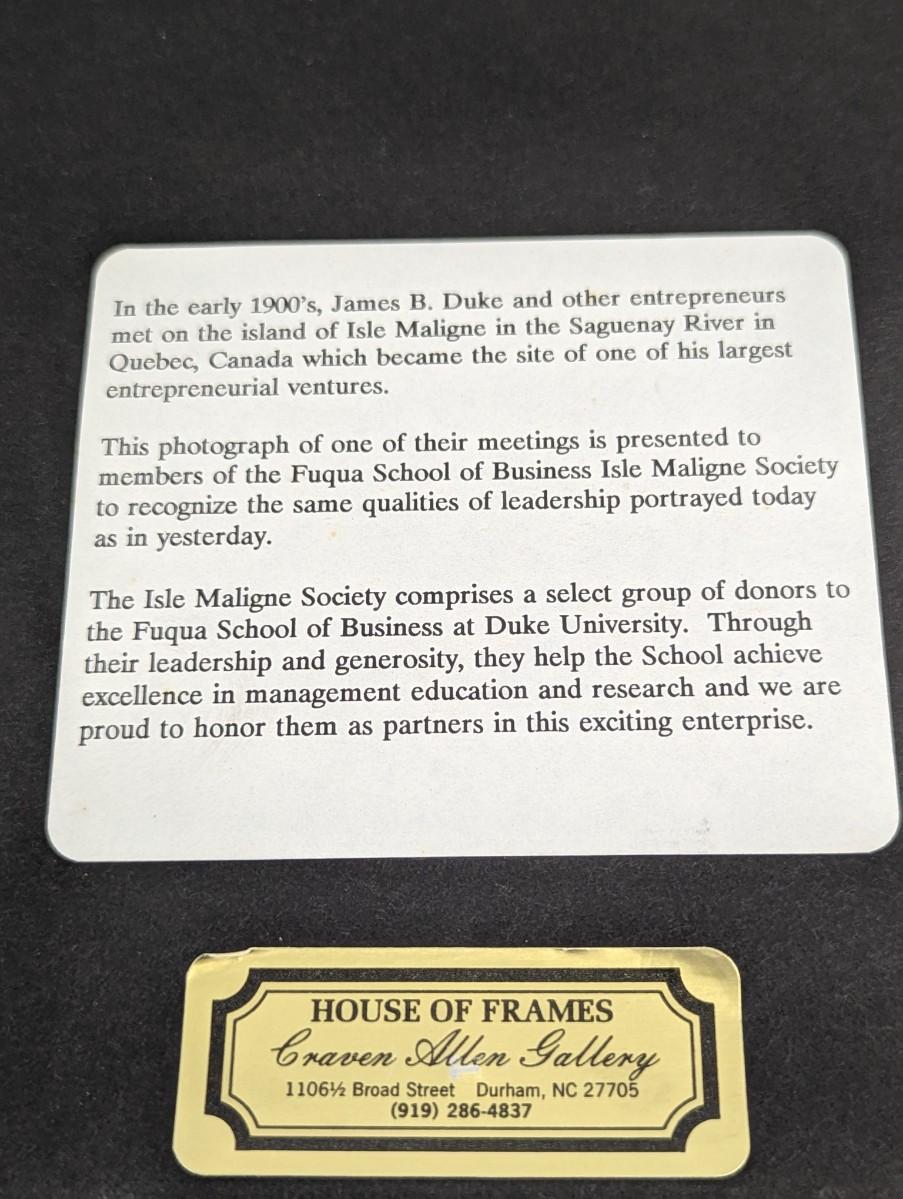 In the early 1900's, James B. Duke and other entrepreneurs
met on the island of Isle Maligne in the Saguenay River in
Quebec, Canada which became the site of one of his largest
entrepreneurial ventures.
This photograph of one of their meetings is presented to
members of the Fuqua School of Business Isle Maligne Society
to recognize the same qualities of leadership portrayed today
as in yesterday.
The Isle Maligne Society comprises a select group of donors to
the Fuqua School of Business at Duke University. Through
their leadership and generosity, they help the School achieve
excellence in management education and research and we are
proud to honor them as partners in this exciting enterprise.
HOUSE OF FRAMES
Craven Allen Gallery
1106½ Broad Street Durham, NC 27705
(919) 286-4837